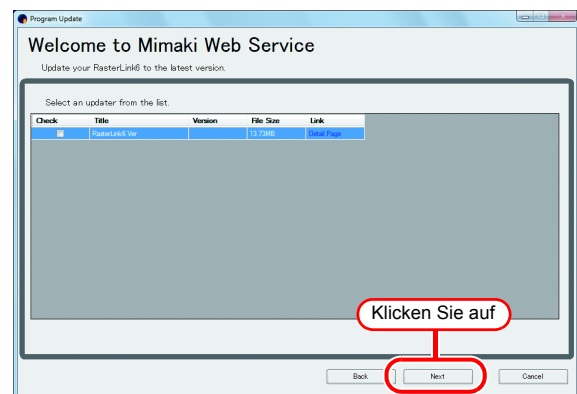 Program Update
Welcome to Mimaki Web Service
Update your RasterLink6 to the latest version.
Select an updater from the list.
Check Title Version File Size Link
RasterLink6 Ver 13.73MB Detail Page
Klicken Sie auf
Back Next Cancel